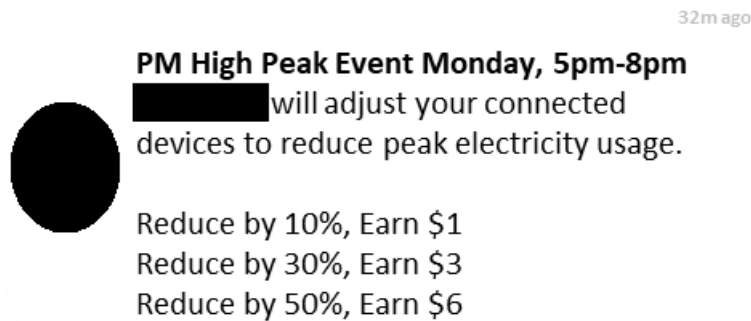 32m ago
PM High Peak Event Monday, 5pm-8pm
will adjust your connected
devices to reduce peak electricity usage.
Reduce by 10%, Earn $1
Reduce by 30%, Earn $3
Reduce by 50%, Earn $6